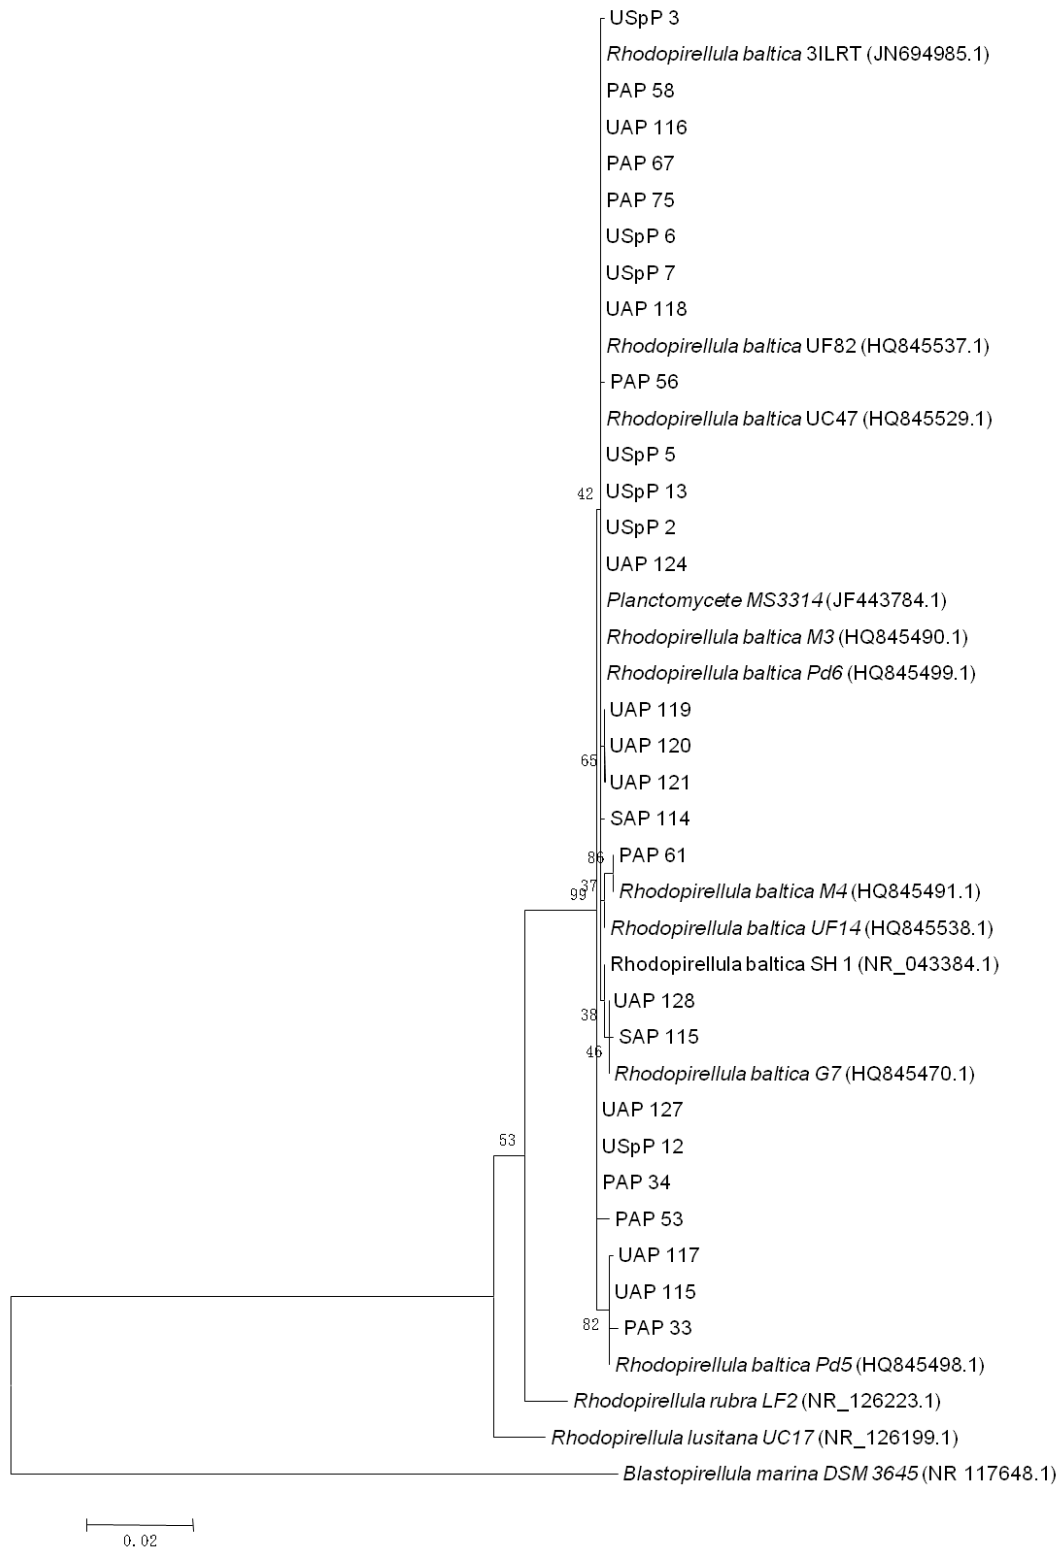 USpP 3
Rhodopirellula baltica 3ILRT (JN694985.1)
PAP 58
UAP 116
PAP 67
PAP 75
USpP 6
USpP 7
UAP 118
Rhodopirellula baltica UF82 (HQ845537.1)
PAP 56
Rhodopirellula baltica UC47 (HQ845529.1)
USpP 5
42 USpP 13
USpP 2
UAP 124
Planctomycete MS3314 (JF443784.1)
Rhodopirellula baltica M3 (HQ845490.1)
Rhodopirellula baltica Pd6 (HQ845499.1)
UAP 119
UAP 120
65
UAP 121
SAP 114
86 PAP 61
37
99
Rhodopirellula baltica M4 (HQ845491.1)
Rhodopirellula baltica UF14 (HQ845538.1)
Rhodopirellula baltica SH 1 (NR_043384.1)
UAP 128
38
SAP 115
46
Rhodopirellula baltica G7 (HQ845470.1)
UAP 127
53 USpP 12
PAP 34
PAP 53
UAP 117
UAP 115
82 PAP 33
Rhodopirellula baltica Pd5 (HQ845498.1)
Rhodopirellula rubra LF2 (NR_126223.1)
Rhodopirellula lusitana UC17 (NR_126199.1)
Blastopirellula marina DSM 3645 (NR 117648.1)
0.02